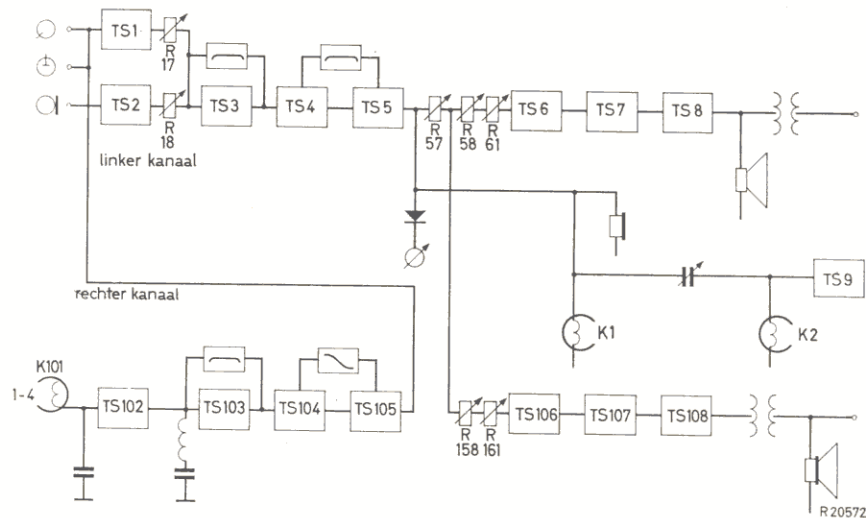 TS1
R
17
TS2
R
18
TS3
TS4
TS5
R
57
R
58
R
61
TS6
TS7
TS8
linker kanaal
TS9
K1
K2
rechter kanaal
K101
1-4
TS102
TS103
TS104
TS105
R
158
R
161
TS106
TS107
TS108
R20572